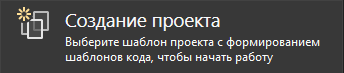 Создание проекта
Выберите шаблон проекта с формированием
шаблонов кода, чтобы начать работу